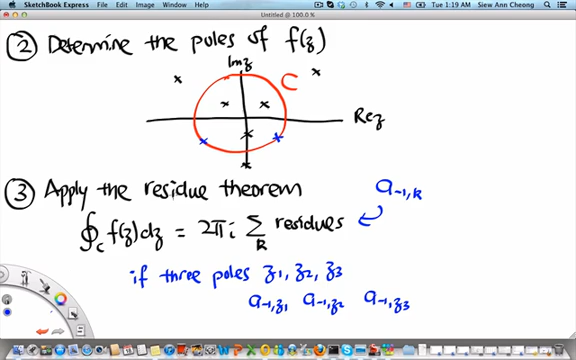 SketchBook Express File Edit Image Window Help Tue 1:19 AM Siew Ann Cheong
Untitled @ 100.0 %
② Determine the poles of f(z)
Imz
C
Rez
③ Apply the residue theorem
a₋₁,k
∮c f(z)dz = 2πi Σk residues
if three poles z1, z2, z3
a₋₁,z1 a₋₁,z2 a₋₁,z3